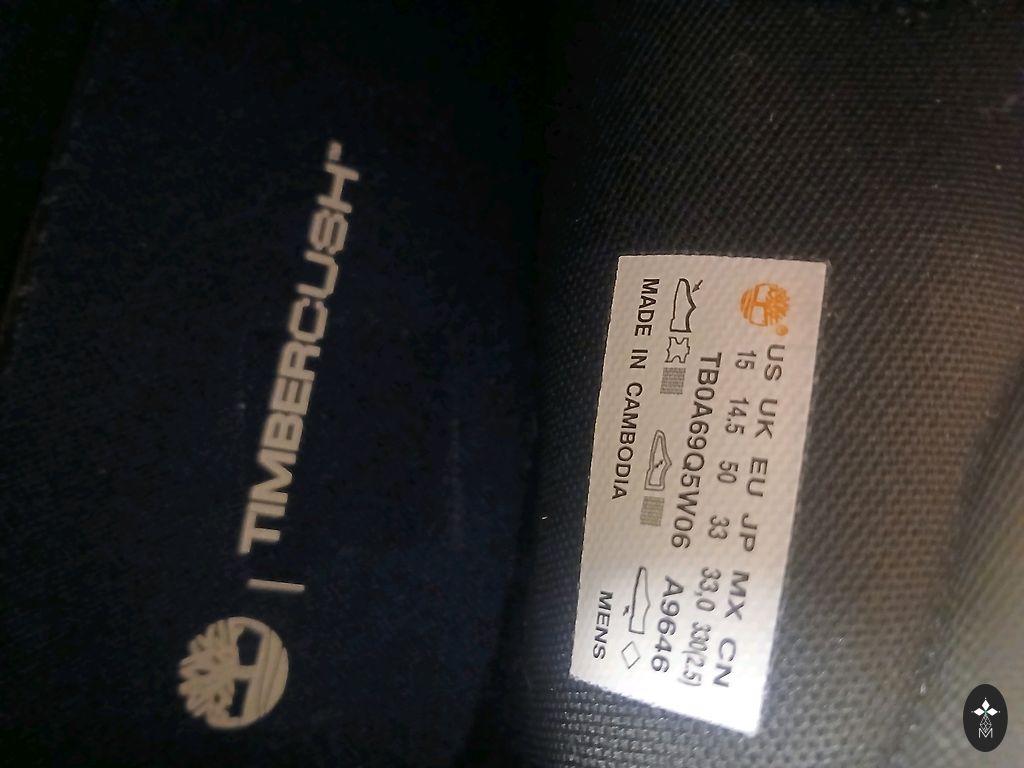 TIMBERCUSH™
US UK EU JP MX CN
15 14.5 50 33 33,0 330(2.5)
TB0A69Q5W06 A9646
MADE IN CAMBODIA MENS
M